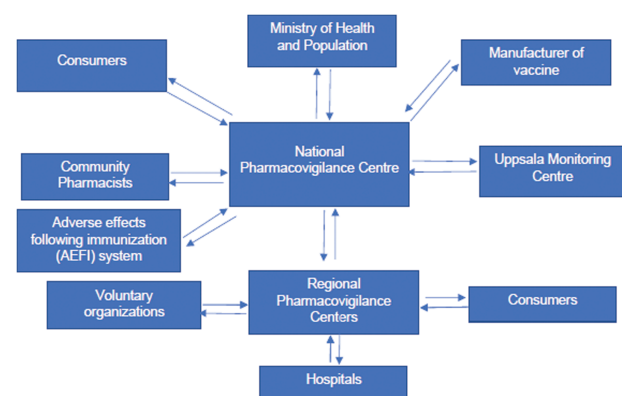 Ministry of Health
and Population
Consumers
Manufacturer of
vaccine
National
Pharmacovigilance Centre
Community
Pharmacists
Uppsala Monitoring
Centre
Adverse effects
following immunization
(AEFI) system
Voluntary
organizations
Regional
Pharmacovigilance
Centers
Consumers
Hospitals